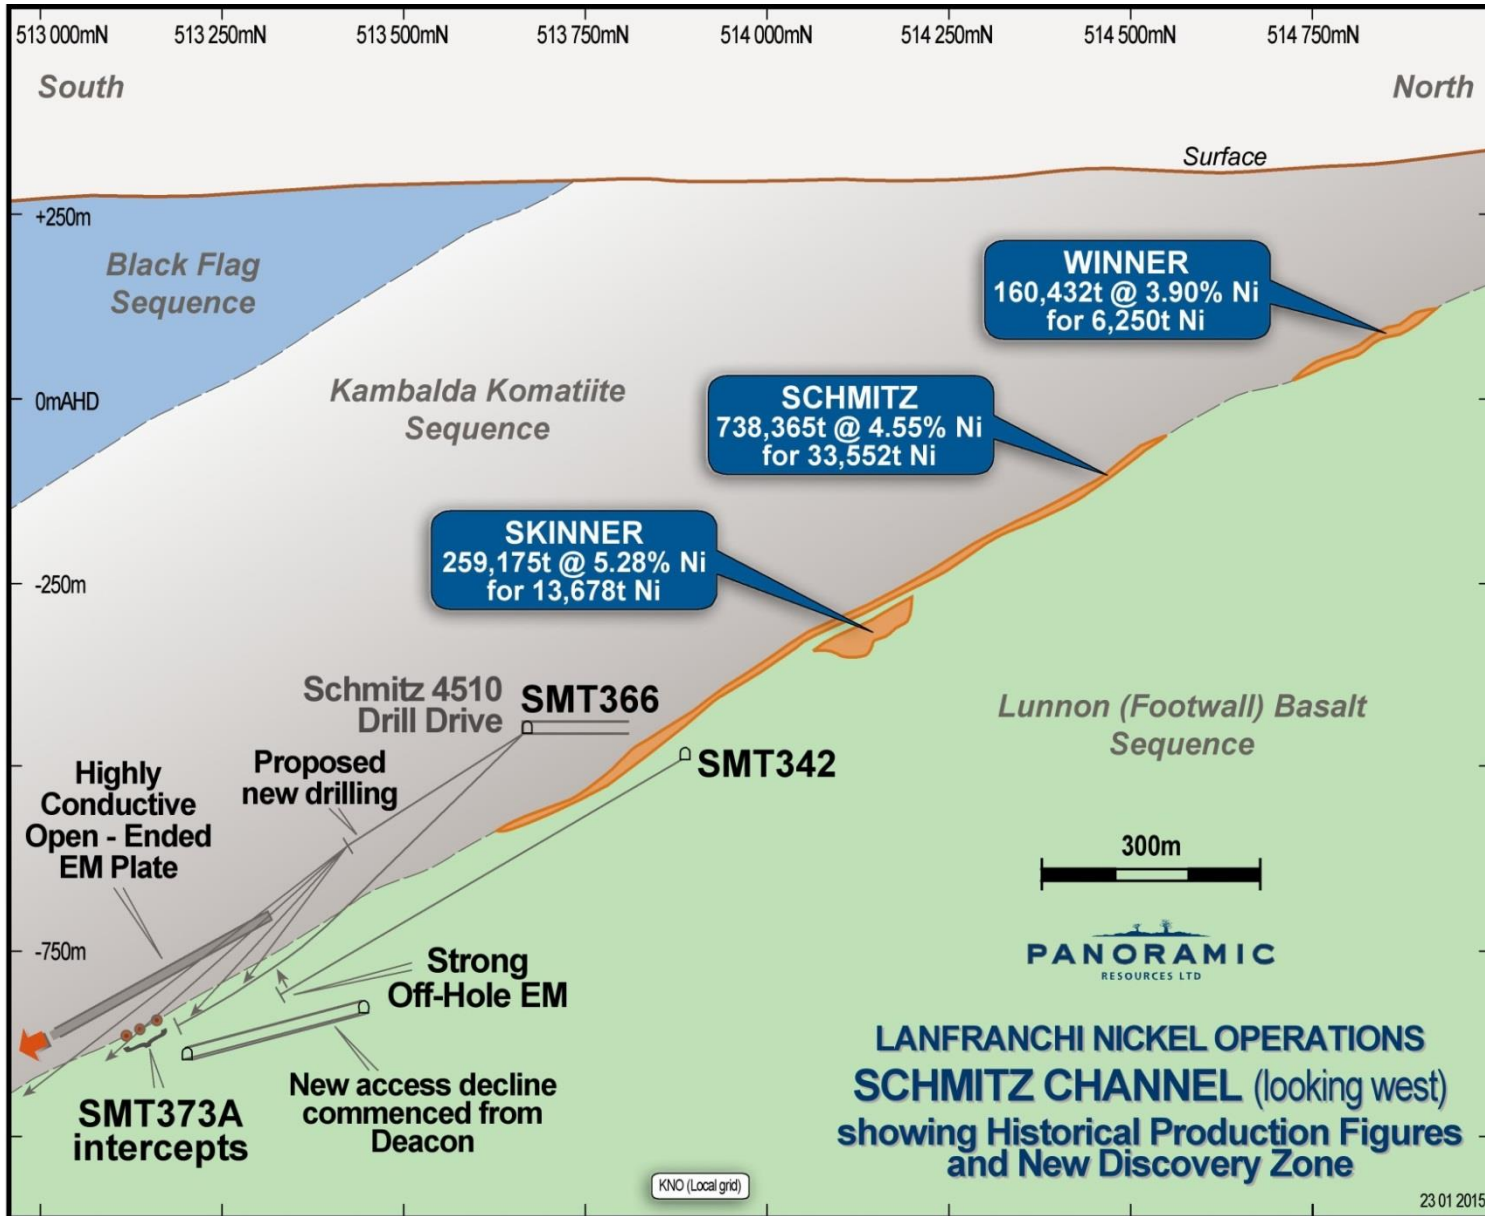 513 000mN 513 250mN 513 500mN 513 750mN 514 000mN 514 250mN 514 500mN 514 750mN
South
North
Surface
+250m
Black Flag
Sequence
WINNER
160,432t @ 3.90% Ni
for 6,250t Ni
0mAHD
Kambalda Komatiite
Sequence
SCHMITZ
738,365t @ 4.55% Ni
for 33,552t Ni
SKINNER
259,175t @ 5.28% Ni
for 13,678t Ni
-250m
Schmitz 4510
Drill Drive
SMT366
SMT342
Lunnon (Footwall) Basalt
Sequence
Proposed
new drilling
Highly
Conductive
Open - Ended
EM Plate
300m
-750m
Strong
Off-Hole EM
PANORAMIC
RESOURCES LTD
New access decline
commenced from
Deacon
SMT373A
intercepts
LANFRANCHI NICKEL OPERATIONS
SCHMITZ CHANNEL (looking west)
showing Historical Production Figures
and New Discovery Zone
KNO (Local grid)
23 01 2015